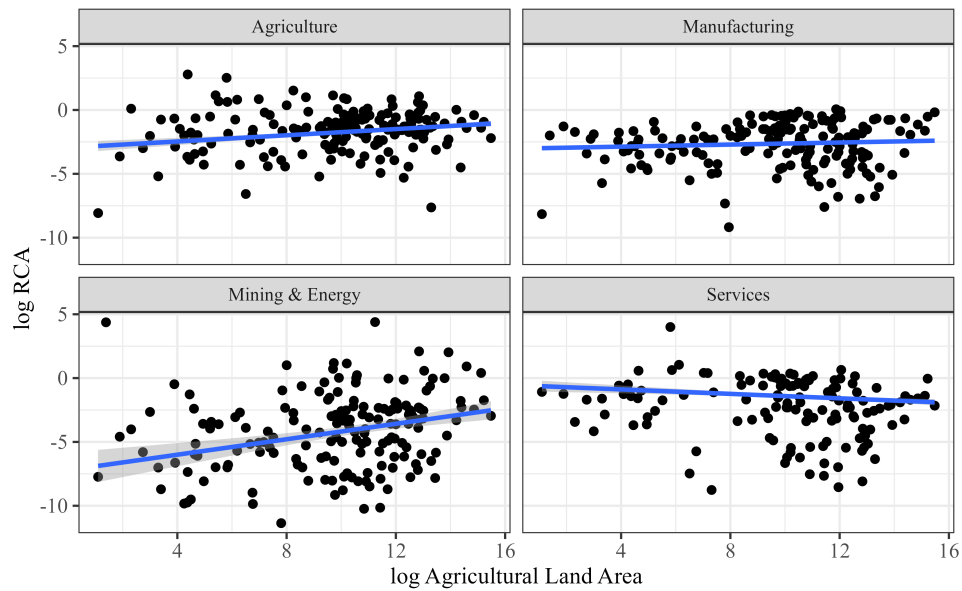 Agriculture
Manufacturing
5
0
-5
-10
Mining & Energy
Services
5
0
-5
-10
log RCA
4
8
12
16
4
8
12
16
log Agricultural Land Area